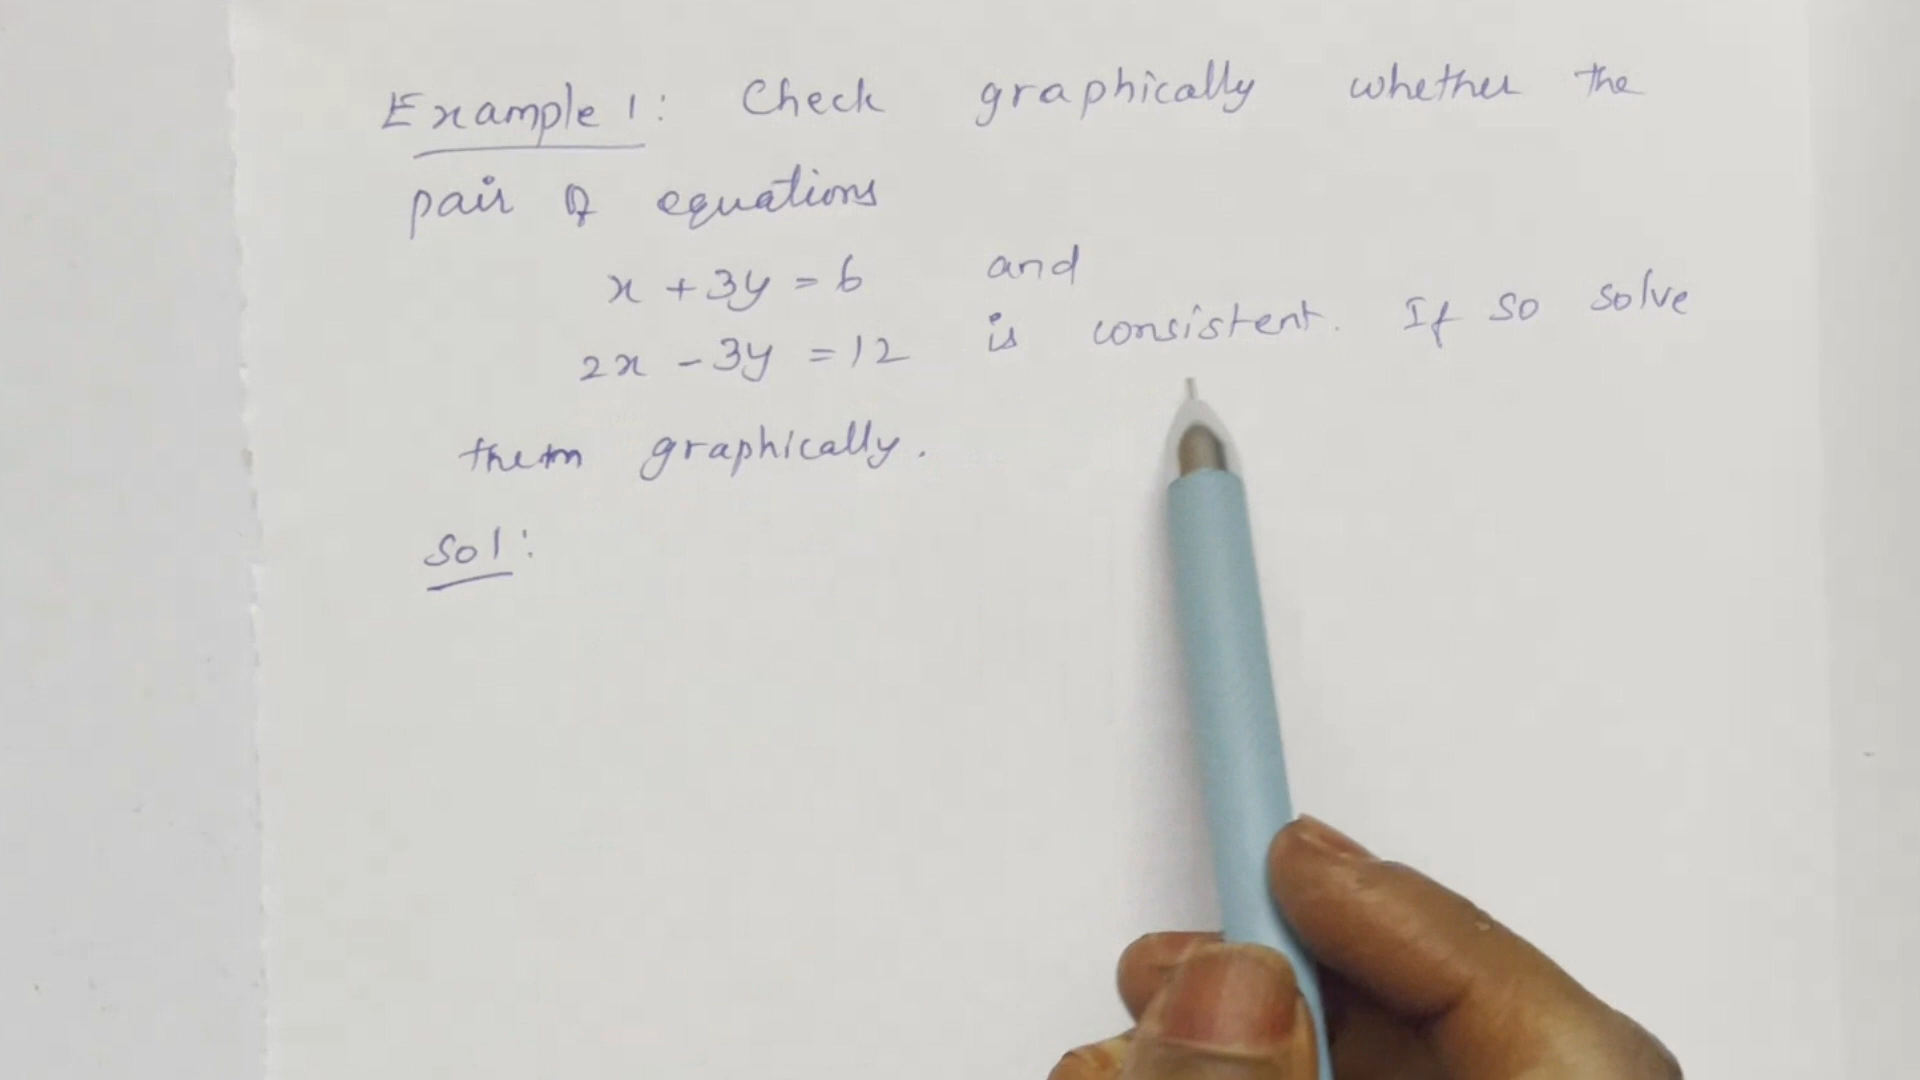 Example 1: Check graphically whether the
pair of equations
x + 3y = 6 and
2x - 3y = 12 is consistent. If so solve
them graphically.
Sol: